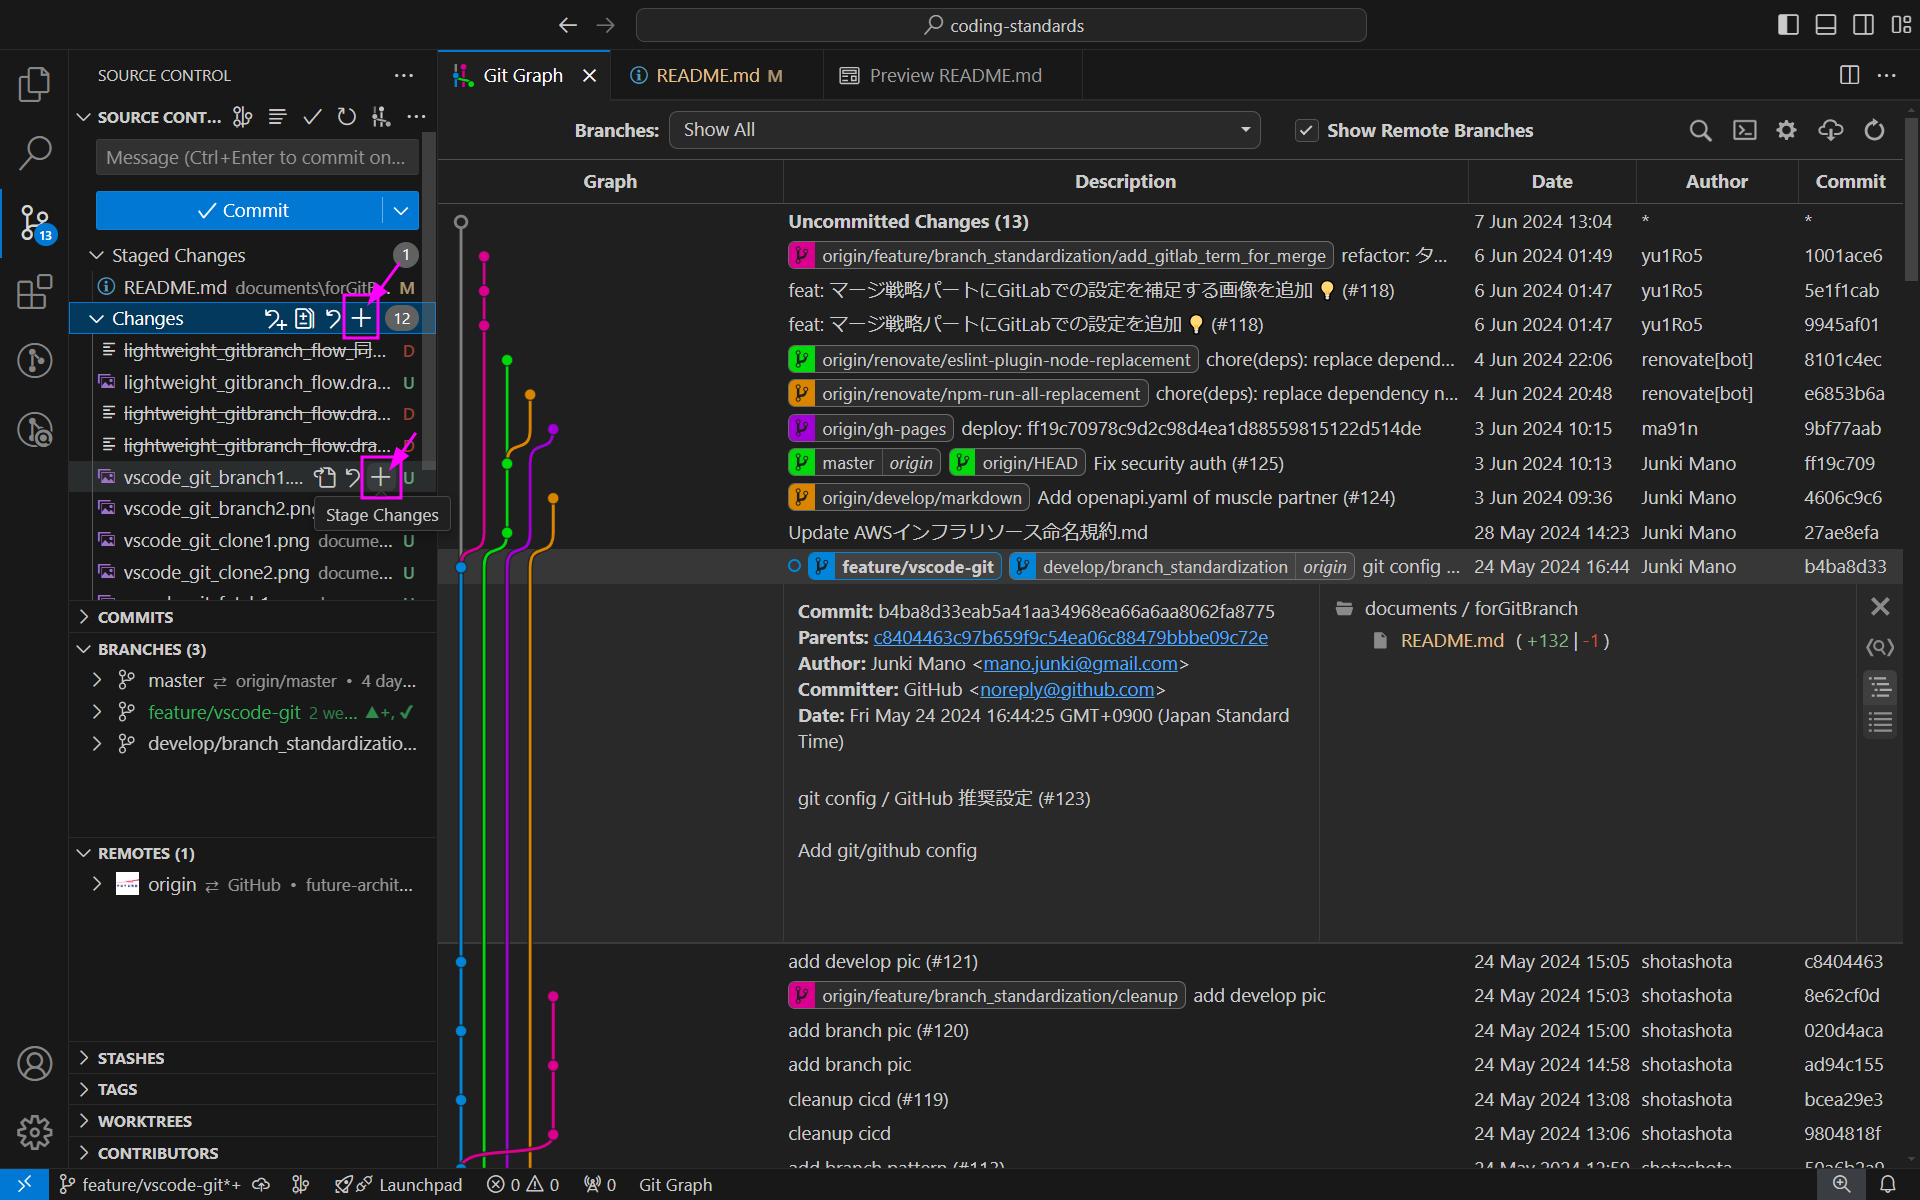 coding-standards
SOURCE CONTROL
Git Graph
README.md M
Preview README.md
SOURCE CONT...
Message (Ctrl+Enter to commit on...
Commit
Staged Changes 1
README.md documents\forGitB... M
Changes 12
lightweight_gitbranch_flow_同... D
lightweight_gitbranch_flow.dra... U
lightweight_gitbranch_flow.dra... D
lightweight_gitbranch_flow.dra... D
vscode_git_branch1.... U
Stage Changes
vscode_git_branch2.png
vscode_git_clone1.png docume... U
vscode_git_clone2.png docume... U
COMMITS
BRANCHES (3)
master ⇄ origin/master • 4 day...
feature/vscode-git 2 we... ▲+, ✓
develop/branch_standardizatio...
REMOTES (1)
origin ⇄ GitHub • future-archit...
STASHES
TAGS
WORKTREES
CONTRIBUTORS
13
Branches: Show All
Show Remote Branches
Graph Description Date Author Commit
Uncommitted Changes (13) 7 Jun 2024 13:04 * *
origin/feature/branch_standardization/add_gitlab_term_for_merge refactor: タ... 6 Jun 2024 01:49 yu1Ro5 1001ace6
feat: マージ戦略パートにGitLabでの設定を補足する画像を追加 💡 (#118) 6 Jun 2024 01:47 yu1Ro5 5e1f1cab
feat: マージ戦略パートにGitLabでの設定を追加 💡 (#118) 6 Jun 2024 01:47 yu1Ro5 9945af01
origin/renovate/eslint-plugin-node-replacement chore(deps): replace depend... 4 Jun 2024 22:06 renovate[bot] 8101c4ec
origin/renovate/npm-run-all-replacement chore(deps): replace dependency n... 4 Jun 2024 20:48 renovate[bot] e6853b6a
origin/gh-pages deploy: ff19c70978c9d2c98d4ea1d88559815122d514de 3 Jun 2024 10:15 ma91n 9bf77aab
master origin origin/HEAD Fix security auth (#125) 3 Jun 2024 10:13 Junki Mano ff19c709
origin/develop/markdown Add openapi.yaml of muscle partner (#124) 3 Jun 2024 09:36 Junki Mano 4606c9c6
Update AWSインフラリソース命名規約.md 28 May 2024 14:23 Junki Mano 27ae8efa
feature/vscode-git develop/branch_standardization origin git config ... 24 May 2024 16:44 Junki Mano b4ba8d33
Commit: b4ba8d33eab5a41aa34968ea66a6aa8062fa8775
Parents: c8404463c97b659f9c54ea06c88479bbbe09c72e
Author: Junki Mano <mano.junki@gmail.com>
Committer: GitHub <noreply@github.com>
Date: Fri May 24 2024 16:44:25 GMT+0900 (Japan Standard
Time)
git config / GitHub 推奨設定 (#123)
Add git/github config
documents / forGitBranch
README.md ( +132 | -1 )
add develop pic (#121) 24 May 2024 15:05 shotashota c8404463
origin/feature/branch_standardization/cleanup add develop pic 24 May 2024 15:03 shotashota 8e62cf0d
add branch pic (#120) 24 May 2024 15:00 shotashota 020d4aca
add branch pic 24 May 2024 14:58 shotashota ad94c155
cleanup cicd (#119) 24 May 2024 13:08 shotashota bcea29e3
cleanup cicd 24 May 2024 13:06 shotashota 9804818f
add branch pattern (#113) 24 May 2024 12:59 shotashota
feature/vscode-git*+ Launchpad 0 0 0 Git Graph